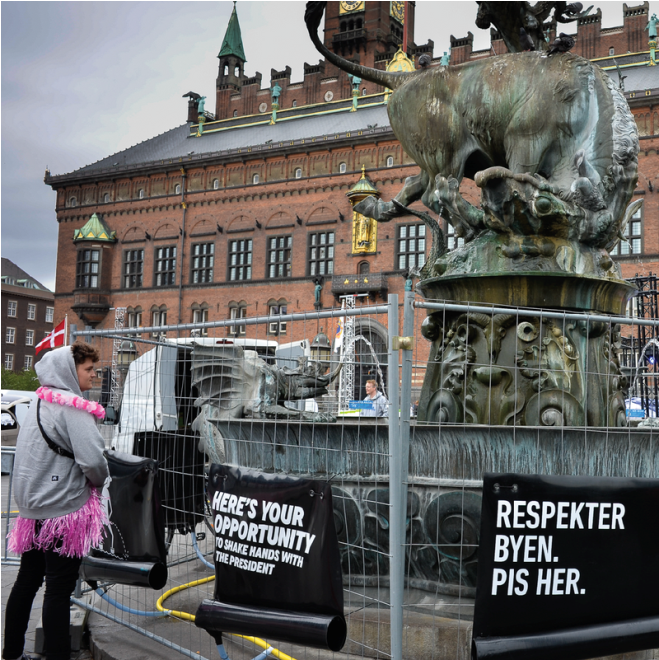 HERE'S YOUR
OPPORTUNITY
TO SHAKE HANDS WITH
THE PRESIDENT
RESPEKTER
BYEN.
PIS HER.